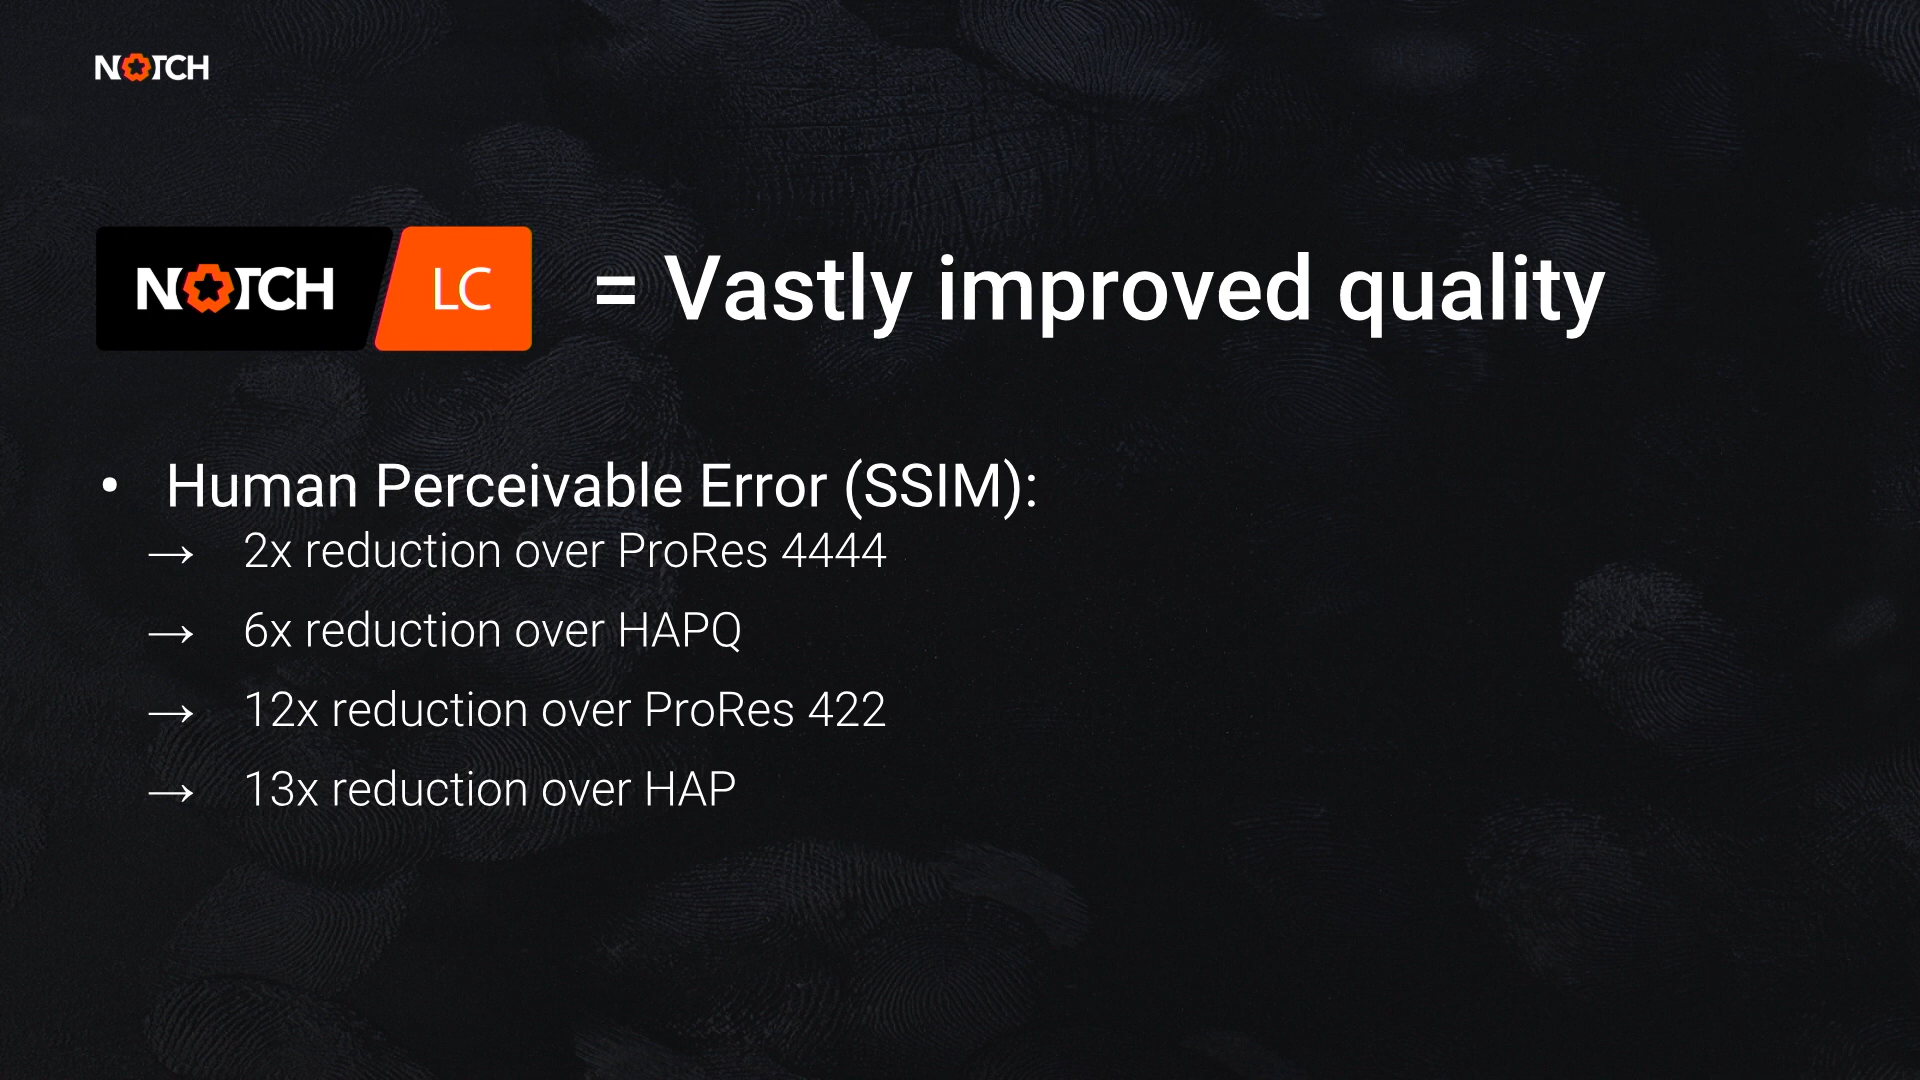 NOTCH
NOTCH LC = Vastly improved quality
• Human Perceivable Error (SSIM):
→ 2x reduction over ProRes 4444
→ 6x reduction over HAPQ
→ 12x reduction over ProRes 422
→ 13x reduction over HAP